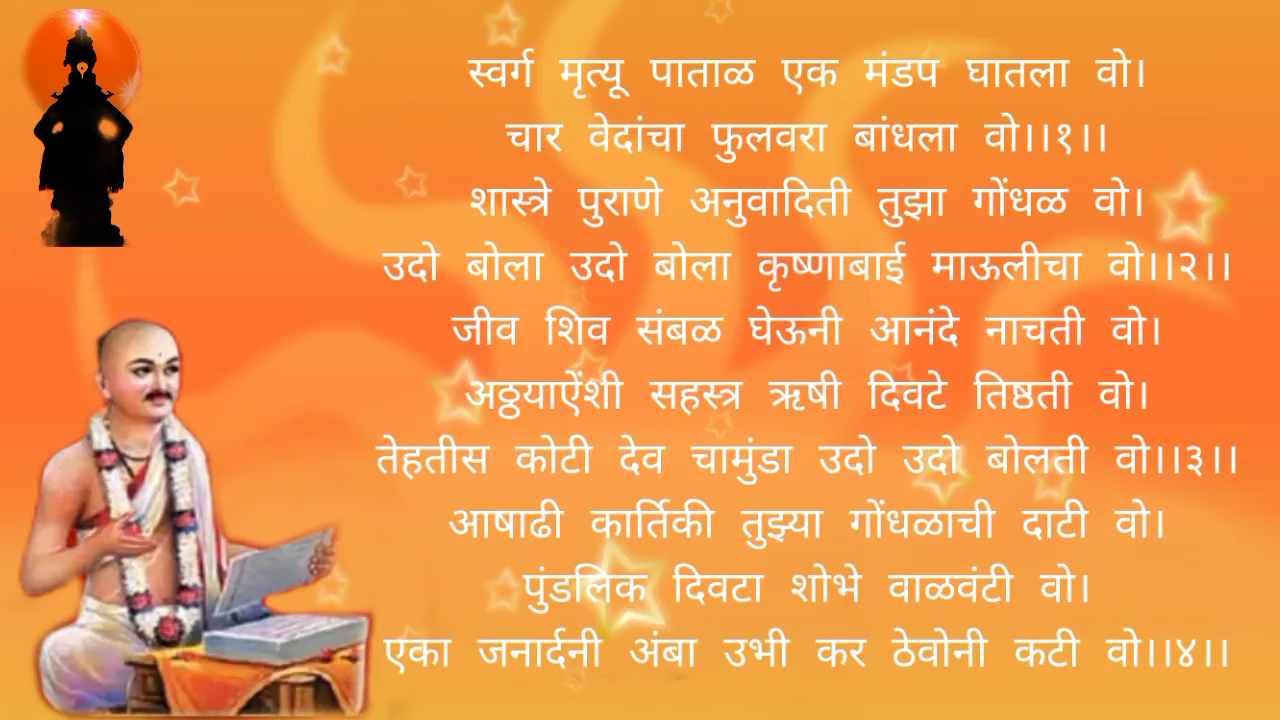 स्वर्ग मृत्यू पाताळ एक मंडप घातला वो।
चार वेदांचा फुलवरा बांधला वो।।१।।
शास्त्रे पुराणे अनुवादिती तुझा गोंधळ वो।
उदो बोला उदो बोला कृष्णाबाई माऊलीचा वो।।२।।
जीव शिव संबळ घेऊनी आनंदे नाचती वो।
अठ्ठयाऐंशी सहस्त्र ऋषी दिवटे तिष्ठती वो।
तेहतीस कोटी देव चामुंडा उदो उदो बोलती वो।।३।।
आषाढी कार्तिकी तुझ्या गोंधळाची दाटी वो।
पुंडलिक दिवटा शोभे वाळवंटी वो।
एका जनार्दनी अंबा उभी कर ठेवोनी कटी वो।।४।।